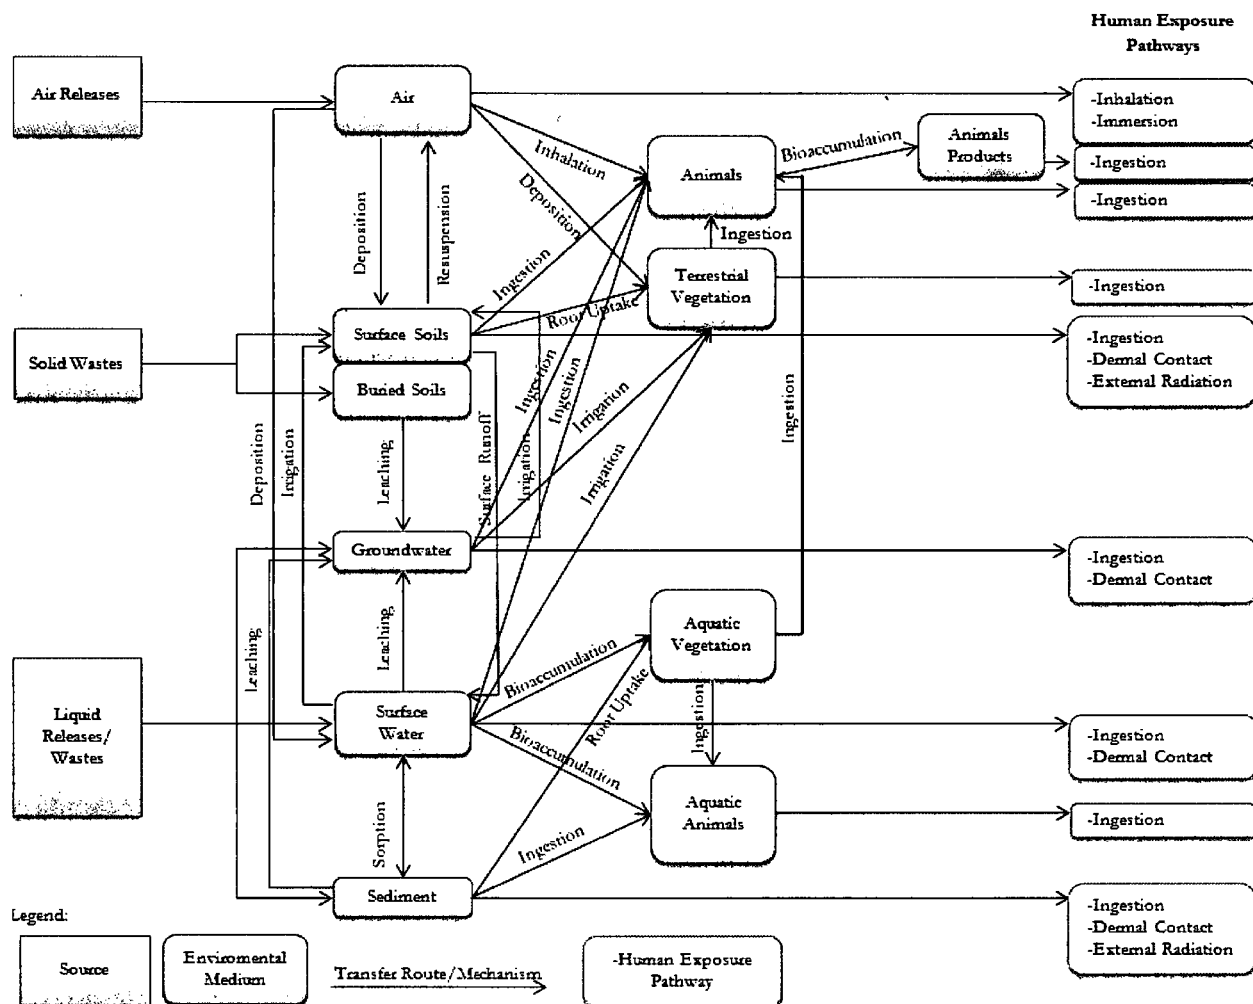 Human Exposure
Pathways
Air Releases
Air
-Inhalation
-Immersion
Inhalation
Bioaccumulation
Animals
Products
-Ingestion
Animals
-Ingestion
Deposition
Deposition
Resuspension
Ingestion
Ingestion
Terrestrial
Vegetation
-Ingestion
Root Uptake
Surface Soils
Solid Wastes
-Ingestion
-Dermal Contact
-External Radiation
Buried Soils
Ingestion
Ingestion
Irrigation
Ingestion
Deposition
Irrigation
Leaching
Surface Runoff
Irrigation
Irrigation
Groundwater
-Ingestion
-Dermal Contact
Leaching
Leaching
Aquatic
Vegetation
Bioaccumulation
Root Uptake
Ingestion
Liquid
Releases/
Wastes
Surface
Water
-Ingestion
-Dermal Contact
Bioaccumulation
Aquatic
Animals
-Ingestion
Sorption
Ingestion
Sediment
-Ingestion
-Dermal Contact
-External Radiation
Legend:
Source
Enviromental
Medium
Transfer Route/Mechanism
-Human Exposure
Pathway